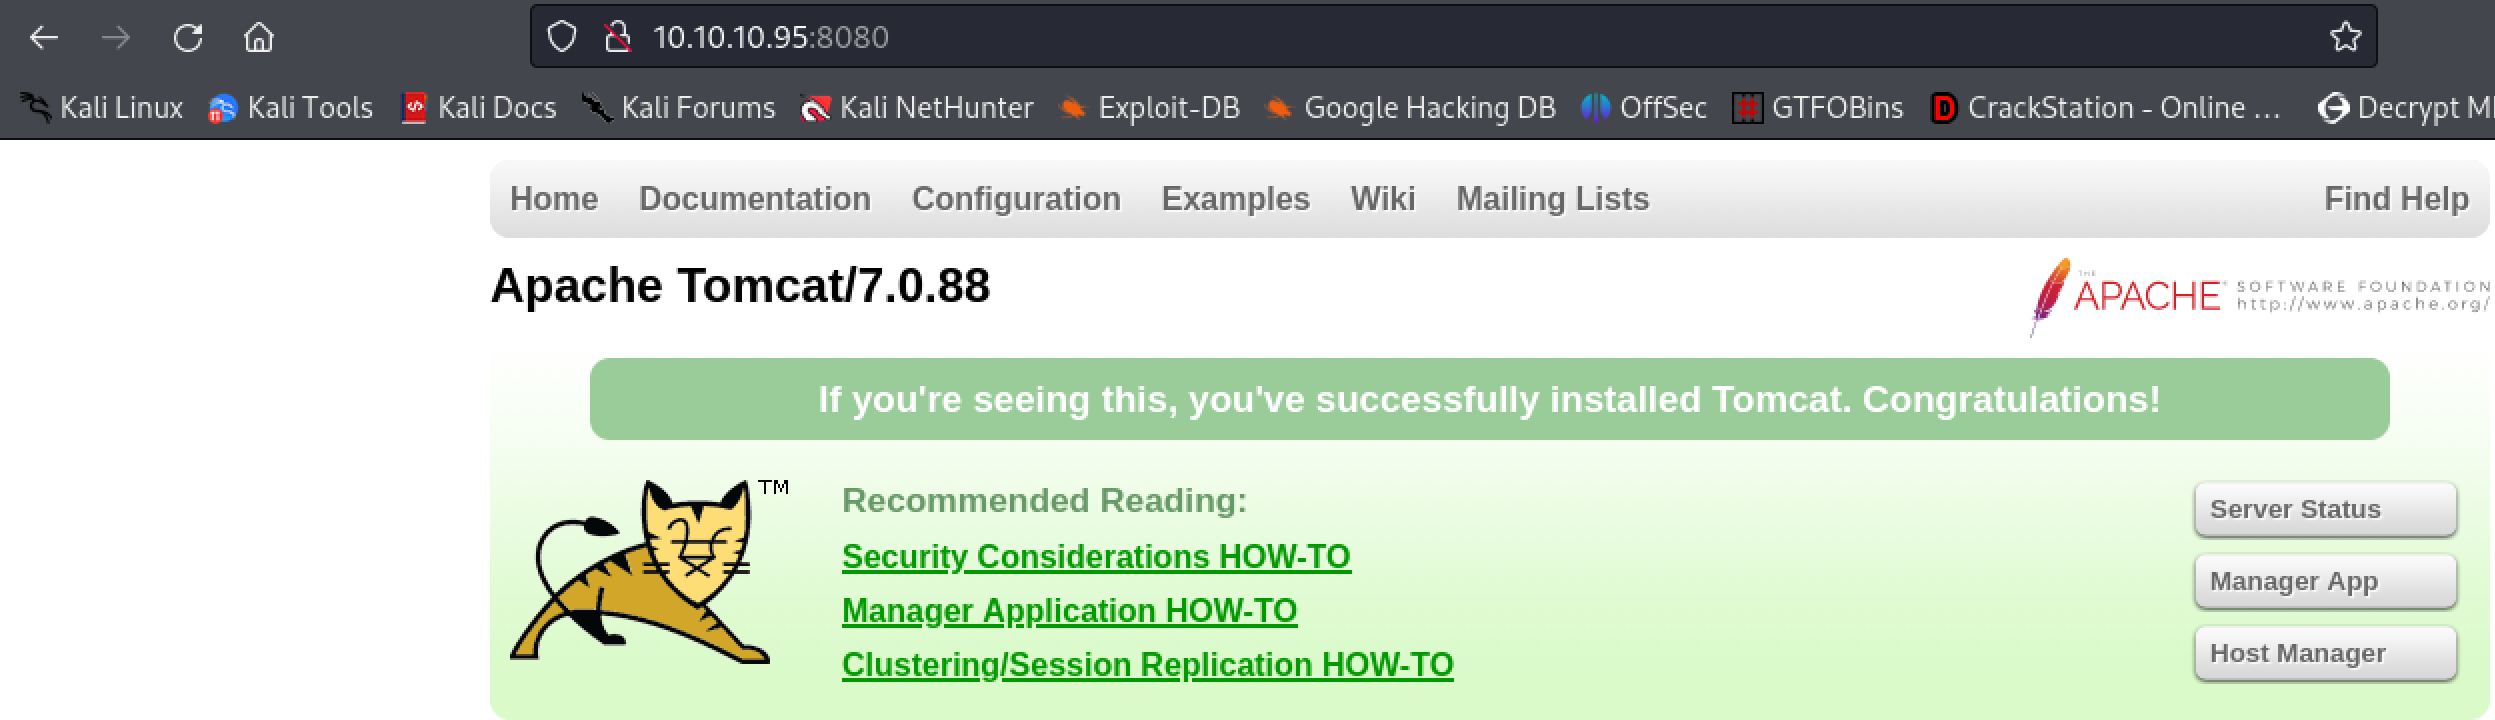 10.10.10.95:8080
Kali Linux Kali Tools Kali Docs Kali Forums Kali NetHunter Exploit-DB Google Hacking DB OffSec GTFOBins CrackStation - Online ... Decrypt
Home Documentation Configuration Examples Wiki Mailing Lists Find Help
Apache Tomcat/7.0.88
THE
APACHE SOFTWARE FOUNDATION
http://www.apache.org/
If you're seeing this, you've successfully installed Tomcat. Congratulations!
TM
Recommended Reading:
Security Considerations HOW-TO
Manager Application HOW-TO
Clustering/Session Replication HOW-TO
Server Status
Manager App
Host Manager